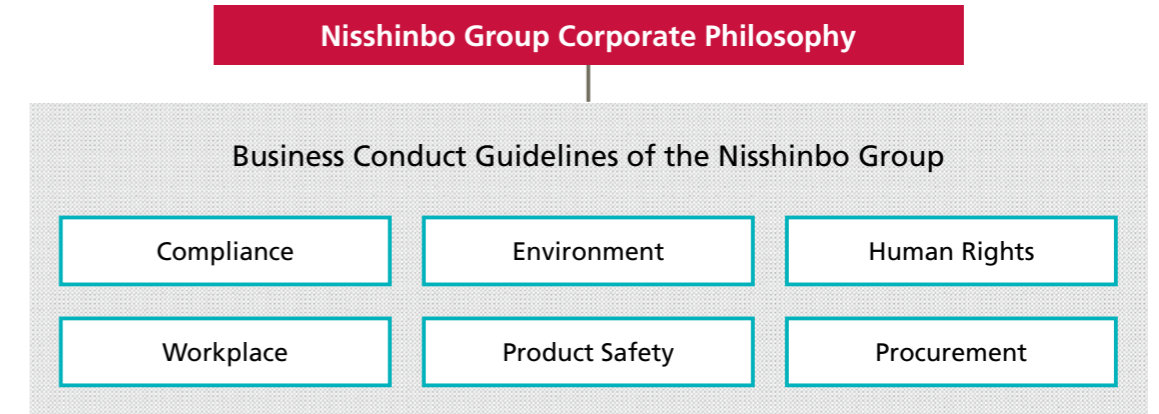 Nisshinbo Group Corporate Philosophy
Business Conduct Guidelines of the Nisshinbo Group
Compliance
Environment
Human Rights
Workplace
Product Safety
Procurement